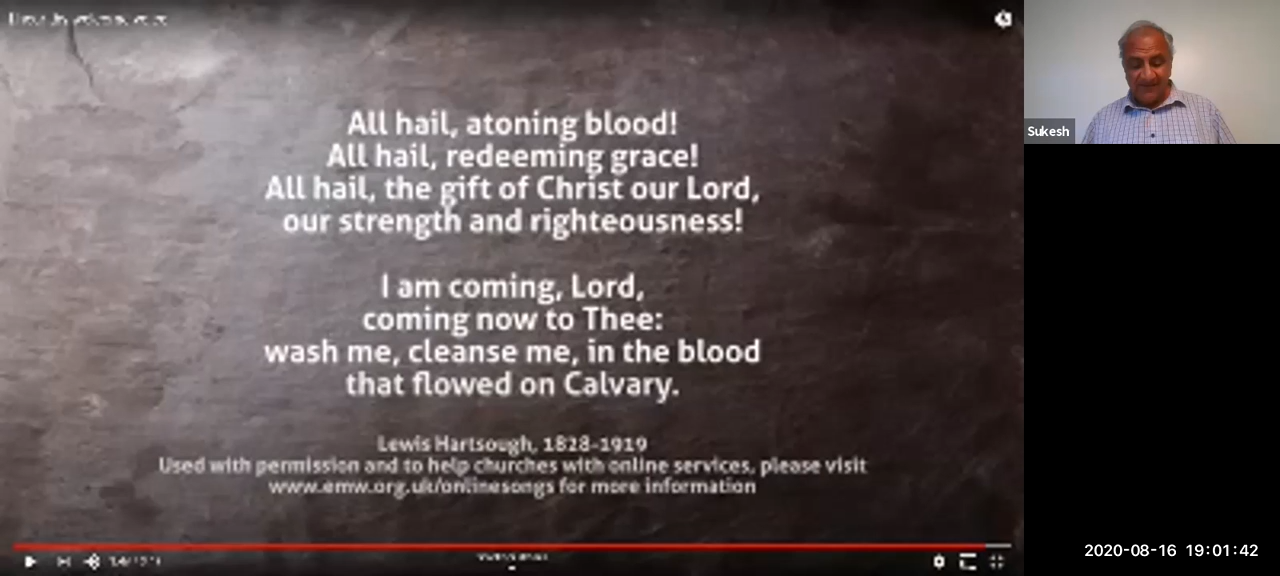 All hail, atoning blood!
All hail, redeeming grace!
All hail, the gift of Christ our Lord,
our strength and righteousness!
I am coming, Lord,
coming now to Thee:
wash me, cleanse me, in the blood
that flowed on Calvary.
Lewis Hartsough, 1828-1919
Used with permission and to help churches with online services, please visit
www.emw.org.uk/onlinesongs for more information
Sukesh
2020-08-16 19:01:42